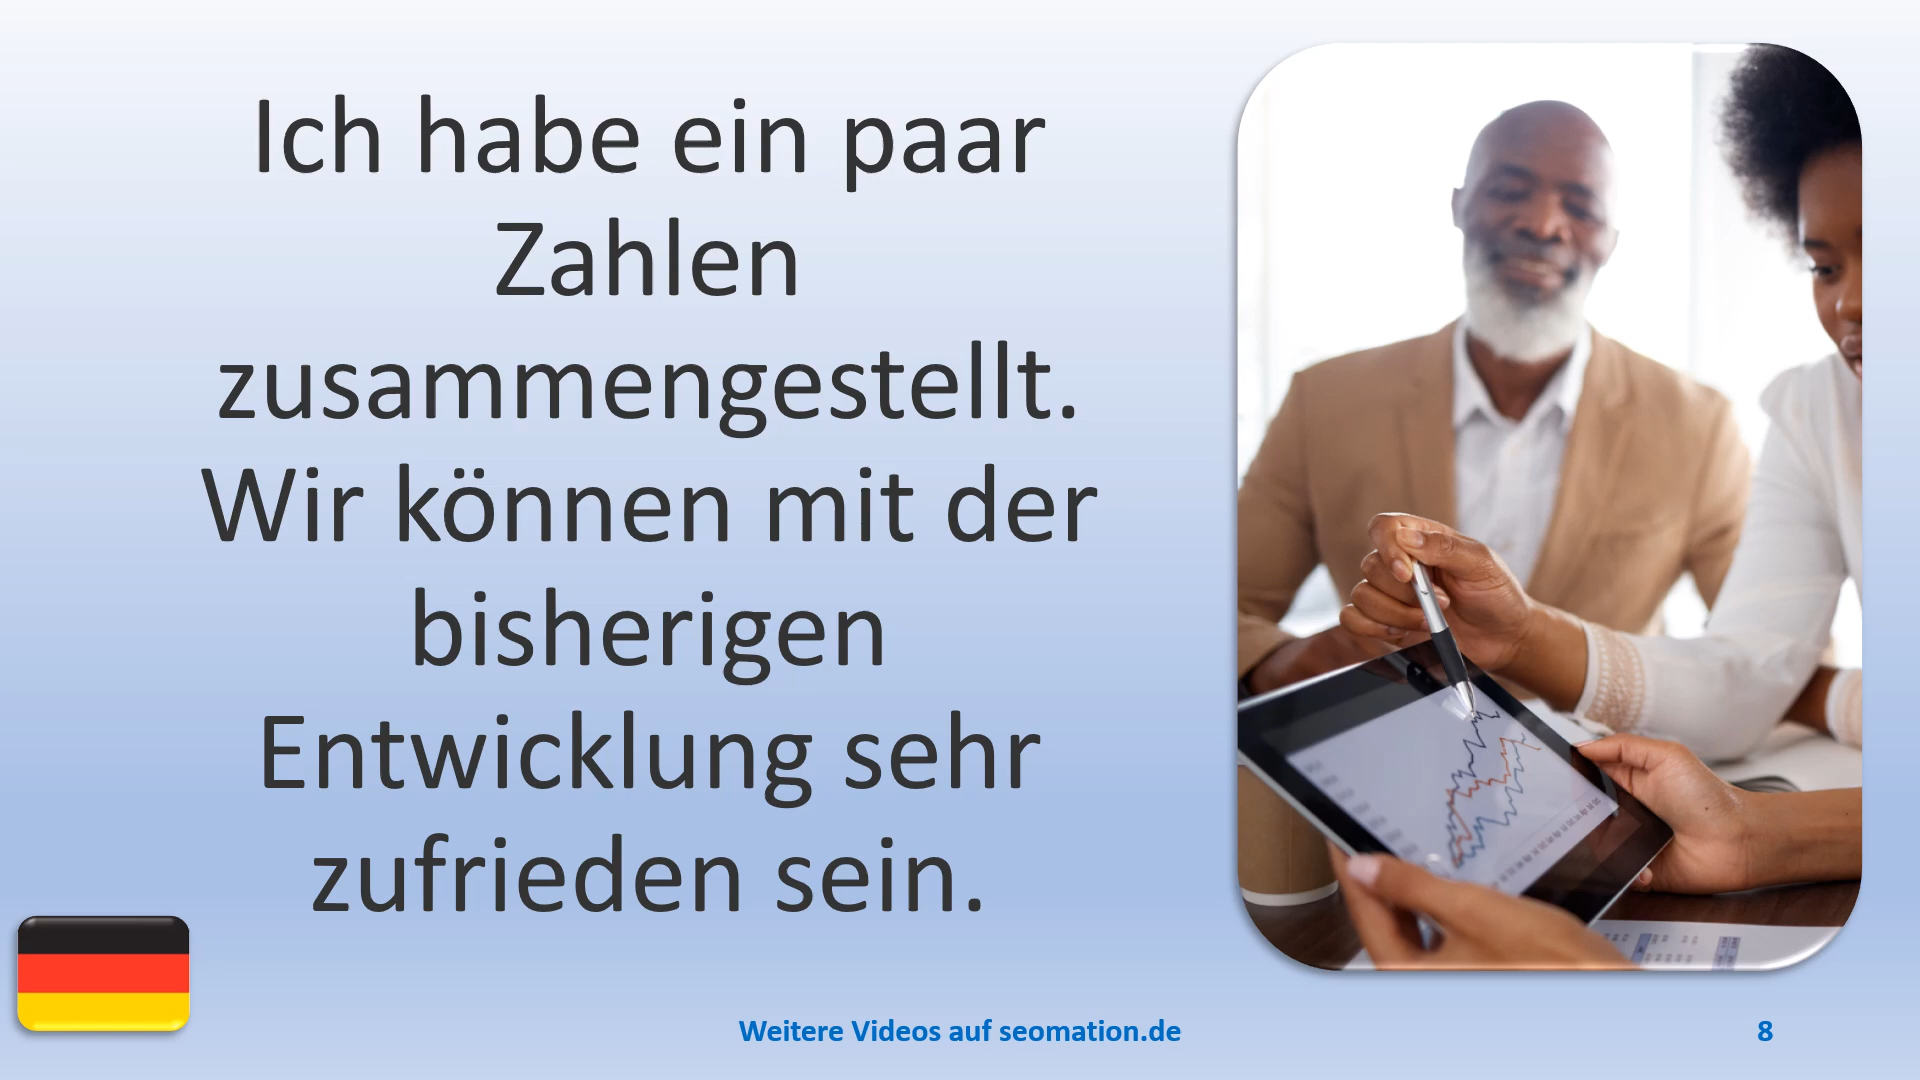 Ich habe ein paar
Zahlen
zusammengestellt.
Wir können mit der
bisherigen
Entwicklung sehr
zufrieden sein.
Weitere Videos auf seomation.de
8